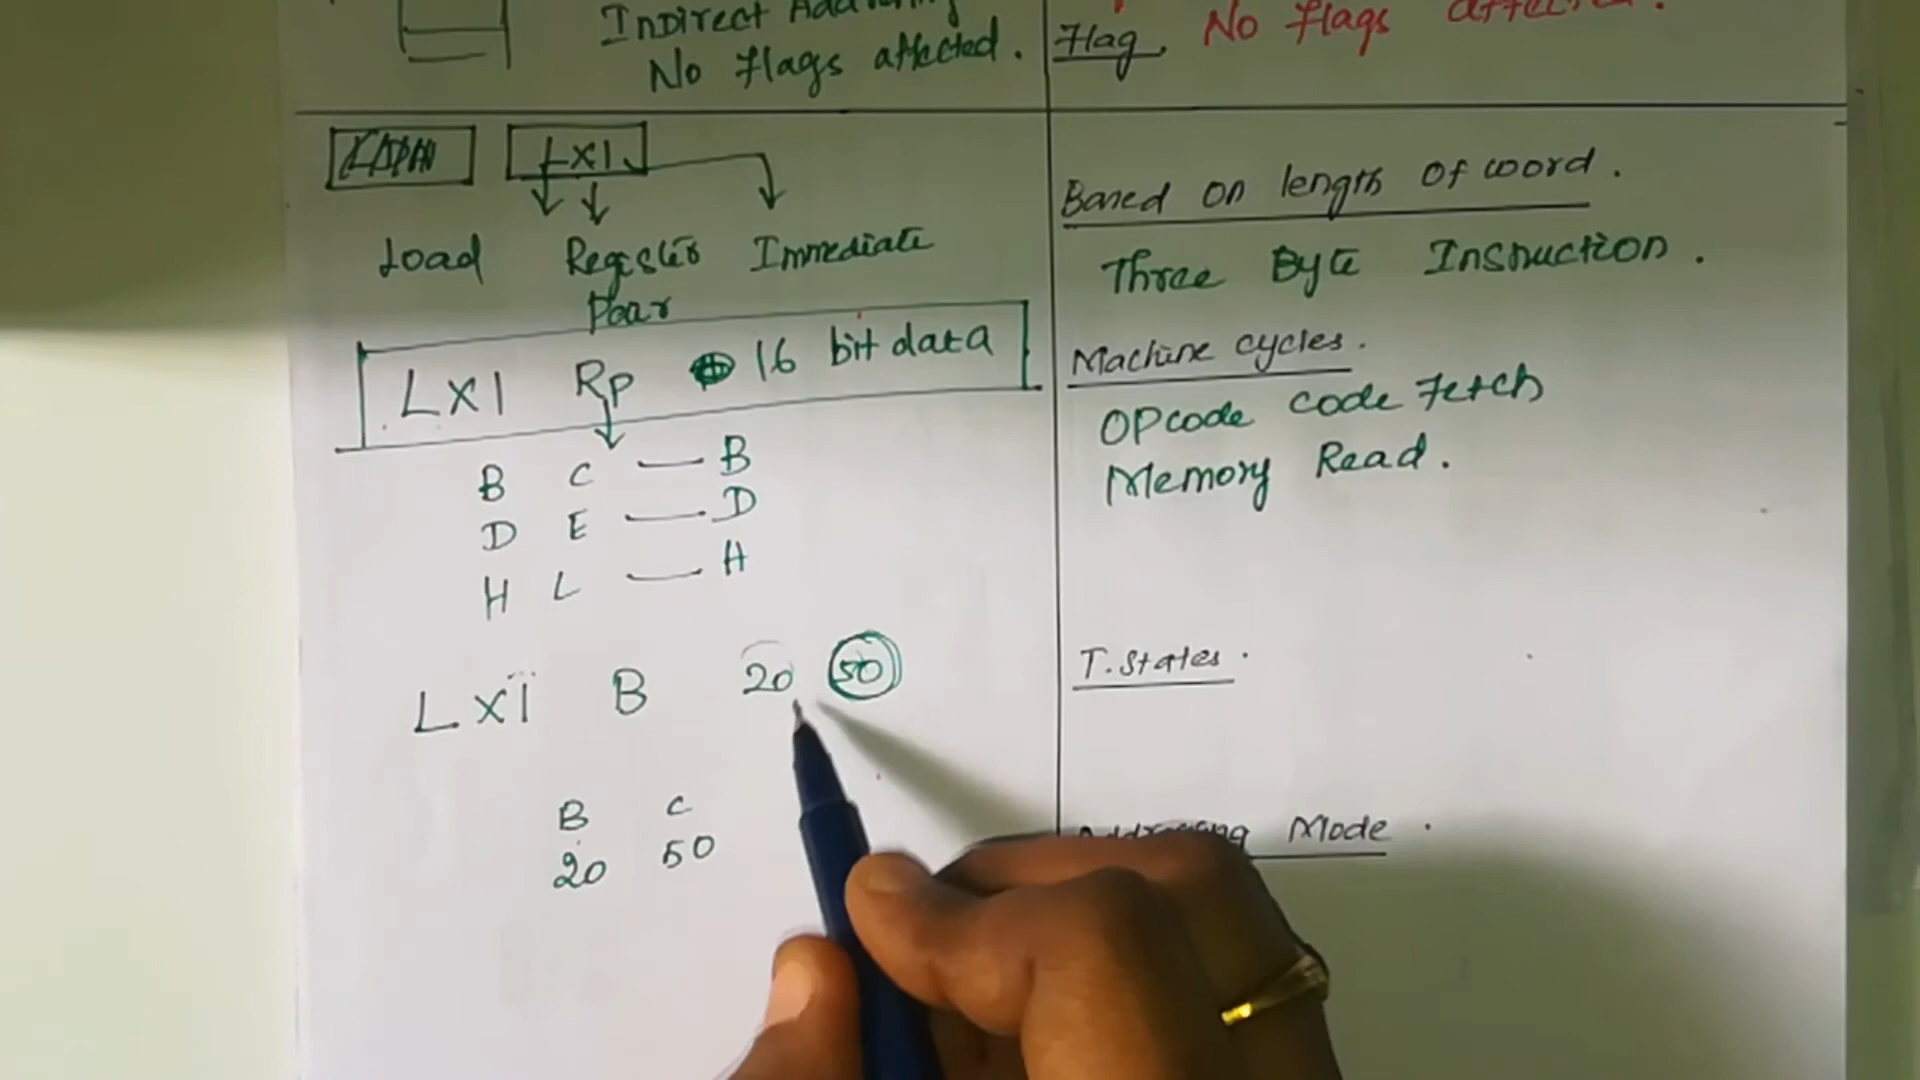 Indirect
No Flags affected.
Flag. No Flags affected.
LXI
Load Register Immediate
Pear
LXI Rp 16 bit data
B C — B
D E — D
H L — H
LXI B 20 50
B C
20 50
Based on length of word.
Three Byte Instruction.
Machine cycles.
OPcode code Fetch
Memory Read.
T. States.
Mode.